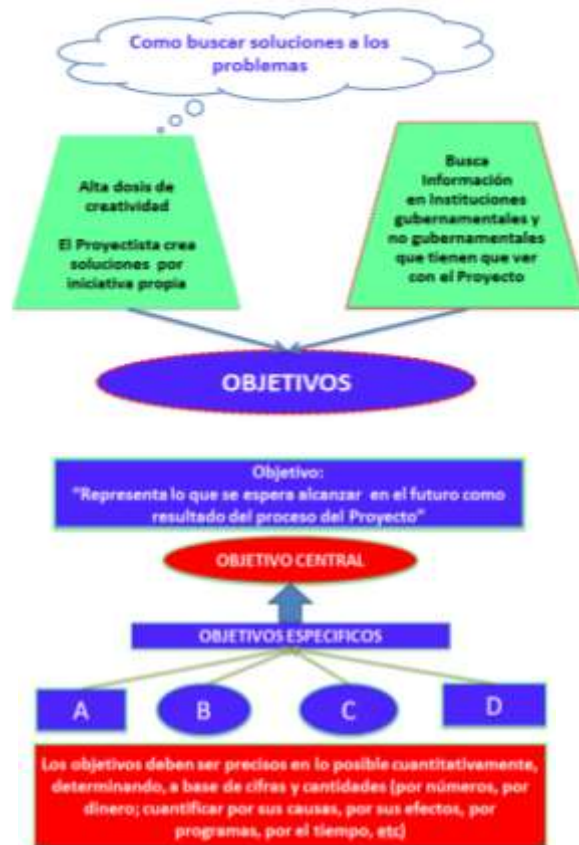 Como buscar soluciones a los
problemas
Alta dosis de
creatividad
El Proyectista crea
soluciones por
iniciativa propia
Busca
Información
en Instituciones
gubernamentales y
no gubernamentales
que tienen que ver
con el Proyecto
OBJETIVOS
Objetivo:
"Representa lo que se espera alcanzar en el futuro como
resultado del proceso del Proyecto"
OBJETIVO CENTRAL
OBJETIVOS ESPECIFICOS
A
B
C
D
Los objetivos deben ser precisos en lo posible cuantitativamente,
determinando, a base de cifras y cantidades (por números, por
dinero; cuantificar por sus causas, por sus efectos, por
programas, por el tiempo, etc)